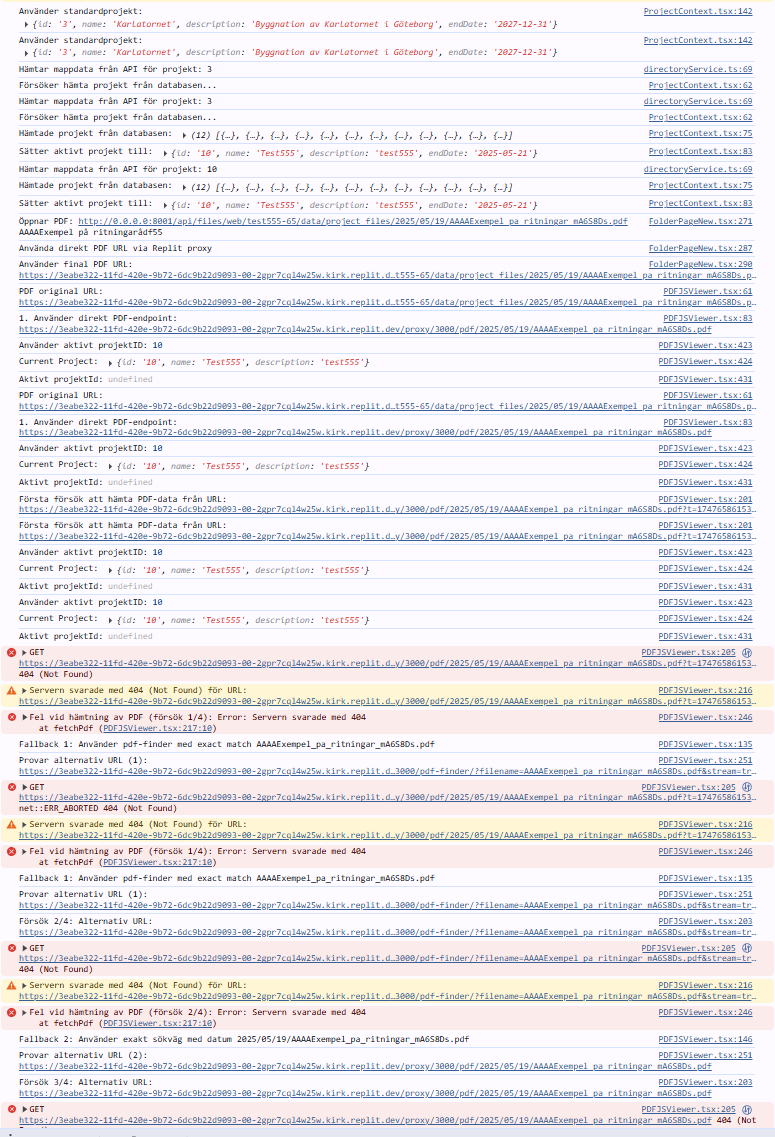 Använder standardprojekt: ProjectContext.tsx:142
▸ {id: '3', name: 'Karlatornet', description: 'Byggnation av Karlatornet i Göteborg', endDate: '2027-12-31'}
Använder standardprojekt: ProjectContext.tsx:142
▸ {id: '3', name: 'Karlatornet', description: 'Byggnation av Karlatornet i Göteborg', endDate: '2027-12-31'}
Hämtar mappdata från API för projekt: 3 directoryService.ts:69
Försöker hämta projekt från databasen... ProjectContext.tsx:62
Hämtar mappdata från API för projekt: 3 directoryService.ts:69
Försöker hämta projekt från databasen... ProjectContext.tsx:62
Hämtade projekt från databasen: ▸ (12) [{…}, {…}, {…}, {…}, {…}, {…}, {…}, {…}, {…}, {…}, {…}, {…}] ProjectContext.tsx:75
Sätter aktivt projekt till: ▸ {id: '10', name: 'Test555', description: 'test555', endDate: '2025-05-21'} ProjectContext.tsx:83
Hämtar mappdata från API för projekt: 10 directoryService.ts:69
Hämtade projekt från databasen: ▸ (12) [{…}, {…}, {…}, {…}, {…}, {…}, {…}, {…}, {…}, {…}, {…}, {…}] ProjectContext.tsx:75
Sätter aktivt projekt till: ▸ {id: '10', name: 'Test555', description: 'test555', endDate: '2025-05-21'} ProjectContext.tsx:83
Öppnar PDF: http://0.0.0.0:8001/api/files/web/test555-65/data/project_files/2025/05/19/AAAAExempel_pa_ritningar_mA6S8Ds.pdf FolderPageNew.tsx:271
AAAAExempel på ritningarådf55
Använda direkt PDF URL via Replit proxy FolderPageNew.tsx:287
Använder final PDF URL: FolderPageNew.tsx:290
https://3eabe322-11fd-420e-9b72-6dc9b22d9093-00-2gpr7cql4w25w.kirk.replit.d…t555-65/data/project_files/2025/05/19/AAAAExempel_pa_ritningar_mA6S8Ds.p…
PDF original URL: PDFJSViewer.tsx:61
https://3eabe322-11fd-420e-9b72-6dc9b22d9093-00-2gpr7cql4w25w.kirk.replit.d…t555-65/data/project_files/2025/05/19/AAAAExempel_pa_ritningar_mA6S8Ds.p…
1. Använder direkt PDF-endpoint: PDFJSViewer.tsx:83
https://3eabe322-11fd-420e-9b72-6dc9b22d9093-00-2gpr7cql4w25w.kirk.replit.dev/proxy/3000/pdf/2025/05/19/AAAAExempel_pa_ritningar_mA6S8Ds.pdf
Använder aktivt projektID: 10 PDFJSViewer.tsx:423
Current Project: ▸ {id: '10', name: 'Test555', description: 'test555'} PDFJSViewer.tsx:424
Aktivt projektId: undefined PDFJSViewer.tsx:431
PDF original URL: PDFJSViewer.tsx:61
https://3eabe322-11fd-420e-9b72-6dc9b22d9093-00-2gpr7cql4w25w.kirk.replit.d…t555-65/data/project_files/2025/05/19/AAAAExempel_pa_ritningar_mA6S8Ds.p…
1. Använder direkt PDF-endpoint: PDFJSViewer.tsx:83
https://3eabe322-11fd-420e-9b72-6dc9b22d9093-00-2gpr7cql4w25w.kirk.replit.dev/proxy/3000/pdf/2025/05/19/AAAAExempel_pa_ritningar_mA6S8Ds.pdf
Använder aktivt projektID: 10 PDFJSViewer.tsx:423
Current Project: ▸ {id: '10', name: 'Test555', description: 'test555'} PDFJSViewer.tsx:424
Aktivt projektId: undefined PDFJSViewer.tsx:431
Första försök att hämta PDF-data från URL: PDFJSViewer.tsx:201
https://3eabe322-11fd-420e-9b72-6dc9b22d9093-00-2gpr7cql4w25w.kirk.replit.d…y/3000/pdf/2025/05/19/AAAAExempel_pa_ritningar_mA6S8Ds.pdf?t=17476586153…
Första försök att hämta PDF-data från URL: PDFJSViewer.tsx:201
https://3eabe322-11fd-420e-9b72-6dc9b22d9093-00-2gpr7cql4w25w.kirk.replit.d…y/3000/pdf/2025/05/19/AAAAExempel_pa_ritningar_mA6S8Ds.pdf?t=17476586153…
Använder aktivt projektID: 10 PDFJSViewer.tsx:423
Current Project: ▸ {id: '10', name: 'Test555', description: 'test555'} PDFJSViewer.tsx:424
Aktivt projektId: undefined PDFJSViewer.tsx:431
Använder aktivt projektID: 10 PDFJSViewer.tsx:423
Current Project: ▸ {id: '10', name: 'Test555', description: 'test555'} PDFJSViewer.tsx:424
Aktivt projektId: undefined PDFJSViewer.tsx:431
▸ GET PDFJSViewer.tsx:205
https://3eabe322-11fd-420e-9b72-6dc9b22d9093-00-2gpr7cql4w25w.kirk.replit.d…y/3000/pdf/2025/05/19/AAAAExempel_pa_ritningar_mA6S8Ds.pdf?t=17476586153…
404 (Not Found)
▸ Servern svarade med 404 (Not Found) för URL: PDFJSViewer.tsx:216
https://3eabe322-11fd-420e-9b72-6dc9b22d9093-00-2gpr7cql4w25w.kirk.replit.d…y/3000/pdf/2025/05/19/AAAAExempel_pa_ritningar_mA6S8Ds.pdf?t=17476586153…
▸ Fel vid hämtning av PDF (försök 1/4): Error: Servern svarade med 404 PDFJSViewer.tsx:246
at fetchPdf (PDFJSViewer.tsx:217:10)
Fallback 1: Använder pdf-finder med exact match AAAAExempel_pa_ritningar_mA6S8Ds.pdf PDFJSViewer.tsx:135
Provar alternativ URL (1): PDFJSViewer.tsx:251
https://3eabe322-11fd-420e-9b72-6dc9b22d9093-00-2gpr7cql4w25w.kirk.replit.d…3000/pdf-finder/?filename=AAAAExempel_pa_ritningar_mA6S8Ds.pdf&stream=tr…
▸ GET PDFJSViewer.tsx:205
https://3eabe322-11fd-420e-9b72-6dc9b22d9093-00-2gpr7cql4w25w.kirk.replit.d…y/3000/pdf/2025/05/19/AAAAExempel_pa_ritningar_mA6S8Ds.pdf?t=17476586153…
net::ERR_ABORTED 404 (Not Found)
▸ Servern svarade med 404 (Not Found) för URL: PDFJSViewer.tsx:216
https://3eabe322-11fd-420e-9b72-6dc9b22d9093-00-2gpr7cql4w25w.kirk.replit.d…y/3000/pdf/2025/05/19/AAAAExempel_pa_ritningar_mA6S8Ds.pdf?t=17476586153…
▸ Fel vid hämtning av PDF (försök 1/4): Error: Servern svarade med 404 PDFJSViewer.tsx:246
at fetchPdf (PDFJSViewer.tsx:217:10)
Fallback 1: Använder pdf-finder med exact match AAAAExempel_pa_ritningar_mA6S8Ds.pdf PDFJSViewer.tsx:135
Provar alternativ URL (1): PDFJSViewer.tsx:251
https://3eabe322-11fd-420e-9b72-6dc9b22d9093-00-2gpr7cql4w25w.kirk.replit.d…3000/pdf-finder/?filename=AAAAExempel_pa_ritningar_mA6S8Ds.pdf&stream=tr…
Försök 2/4: Alternativ URL: PDFJSViewer.tsx:203
https://3eabe322-11fd-420e-9b72-6dc9b22d9093-00-2gpr7cql4w25w.kirk.replit.d…3000/pdf-finder/?filename=AAAAExempel_pa_ritningar_mA6S8Ds.pdf&stream=tr…
▸ GET PDFJSViewer.tsx:205
https://3eabe322-11fd-420e-9b72-6dc9b22d9093-00-2gpr7cql4w25w.kirk.replit.d…3000/pdf-finder/?filename=AAAAExempel_pa_ritningar_mA6S8Ds.pdf&stream=tr…
404 (Not Found)
▸ Servern svarade med 404 (Not Found) för URL: PDFJSViewer.tsx:216
https://3eabe322-11fd-420e-9b72-6dc9b22d9093-00-2gpr7cql4w25w.kirk.replit.d…3000/pdf-finder/?filename=AAAAExempel_pa_ritningar_mA6S8Ds.pdf&stream=tr…
▸ Fel vid hämtning av PDF (försök 2/4): Error: Servern svarade med 404 PDFJSViewer.tsx:246
at fetchPdf (PDFJSViewer.tsx:217:10)
Fallback 2: Använder exakt sökväg med datum 2025/05/19/AAAAExempel_pa_ritningar_mA6S8Ds.pdf PDFJSViewer.tsx:146
Provar alternativ URL (2): PDFJSViewer.tsx:251
https://3eabe322-11fd-420e-9b72-6dc9b22d9093-00-2gpr7cql4w25w.kirk.replit.dev/proxy/3000/pdf/2025/05/19/AAAAExempel_pa_ritningar_mA6S8Ds.pdf
Försök 3/4: Alternativ URL: PDFJSViewer.tsx:203
https://3eabe322-11fd-420e-9b72-6dc9b22d9093-00-2gpr7cql4w25w.kirk.replit.dev/proxy/3000/pdf/2025/05/19/AAAAExempel_pa_ritningar_mA6S8Ds.pdf
▸ GET PDFJSViewer.tsx:205
https://3eabe322-11fd-420e-9b72-6dc9b22d9093-00-2gpr7cql4w25w.kirk.replit.dev/proxy/3000/pdf/2025/05/19/AAAAExempel_pa_ritningar_mA6S8Ds.pdf 404 (Not